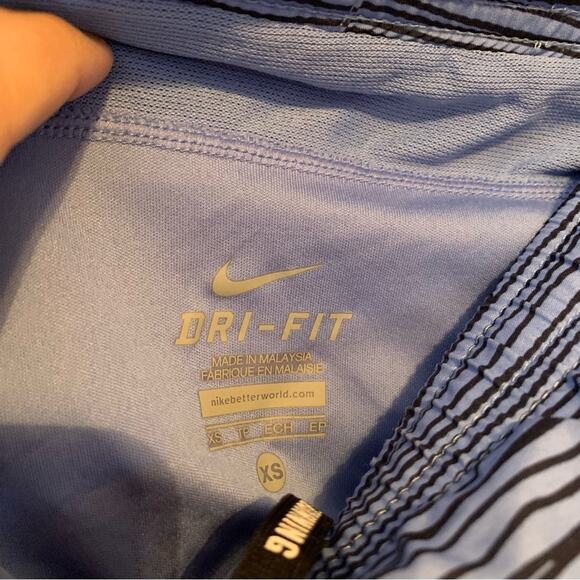 DRI-FIT
MADE IN MALAYSIA
FABRIQUE EN MALAISIE
nikebetterworld.com
XS TP ECH EP
XS